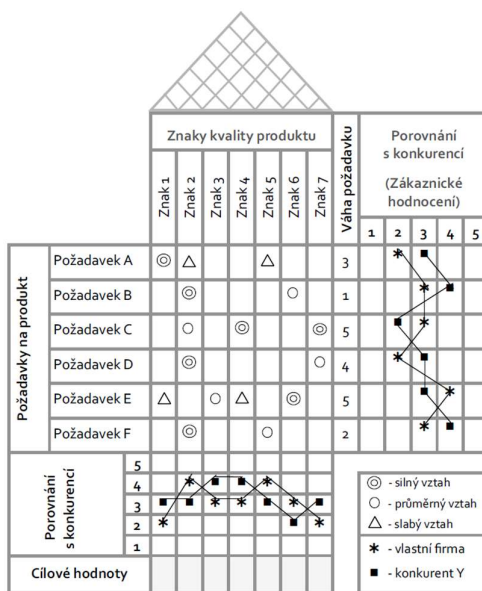 Znaky kvality produktu
Znak 1
Znak 2
Znak 3
Znak 4
Znak 5
Znak 6
Znak 7
Váha požadavku
Porovnání
s konkurencí
(Zákaznické
hodnocení)
1 2 3 4 5
Požadavky na produkt
Požadavek A 3
Požadavek B 1
Požadavek C 5
Požadavek D 4
Požadavek E 5
Požadavek F 2
Porovnání
s konkurencí
5
4
3
2
1
Cílové hodnoty
- silný vztah
- průměrný vztah
- slabý vztah
- vlastní firma
- konkurent Y